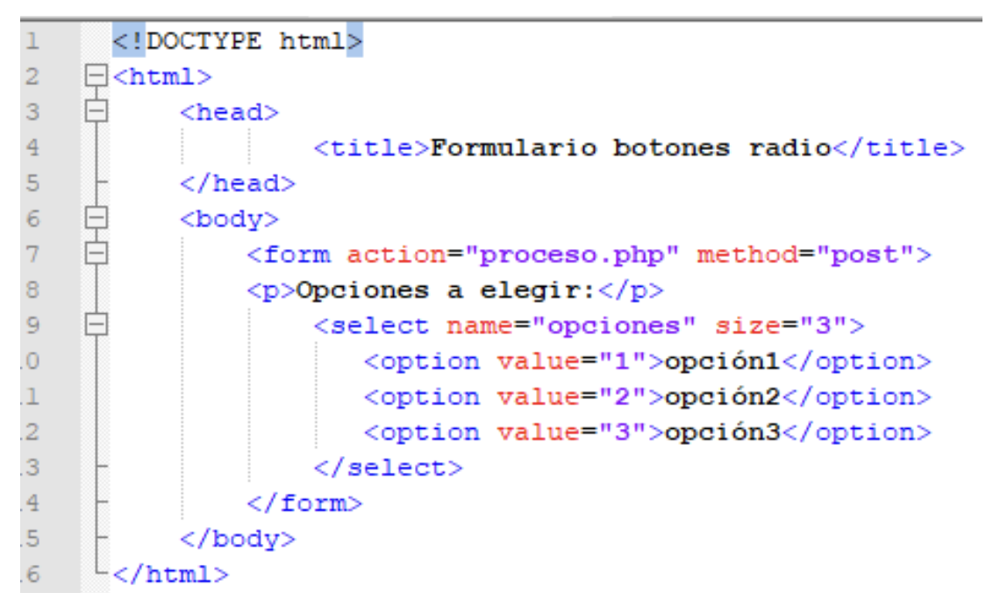 1 <!DOCTYPE html>
2 <html>
3 <head>
4 <title>Formulario botones radio</title>
5 </head>
6 <body>
7 <form action="proceso.php" method="post">
8 <p>Opciones a elegir:</p>
9 <select name="opciones" size="3">
0 <option value="1">opción1</option>
1 <option value="2">opción2</option>
2 <option value="3">opción3</option>
3 </select>
4 </form>
5 </body>
6 </html>